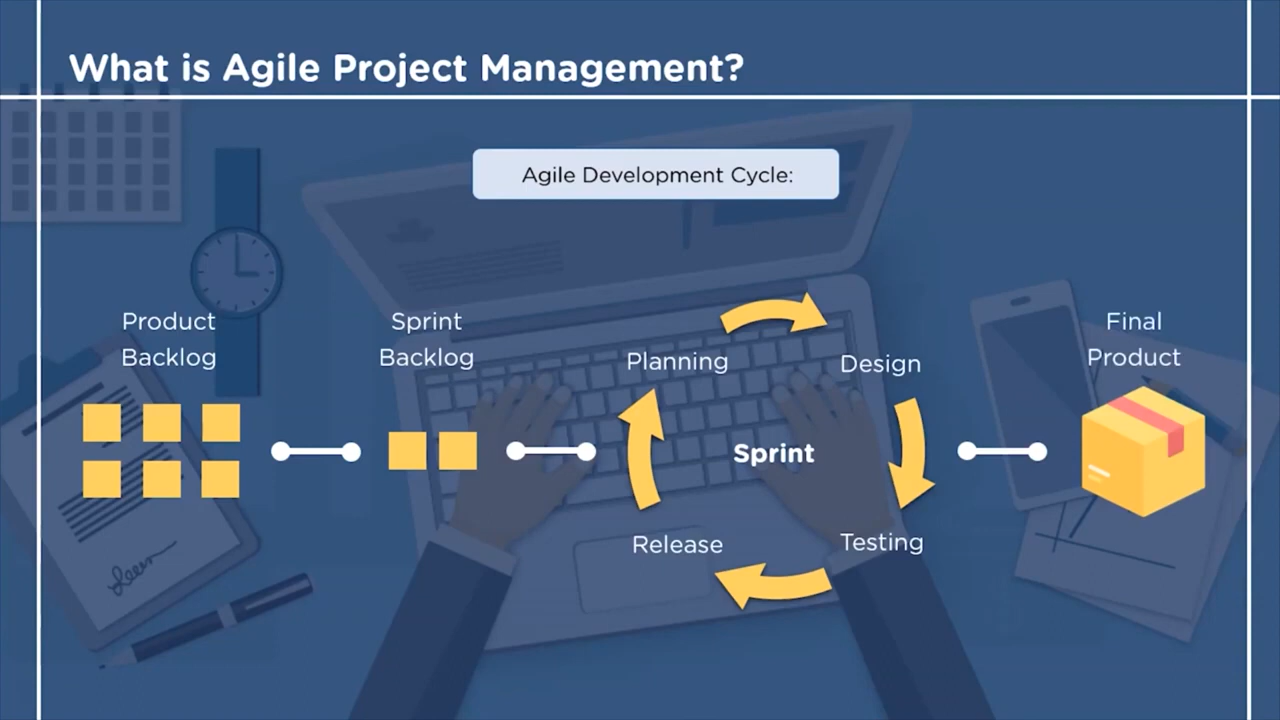 What is Agile Project Management?
Agile Development Cycle:
Product
Backlog
Sprint
Backlog
Planning
Design
Sprint
Release
Testing
Final
Product